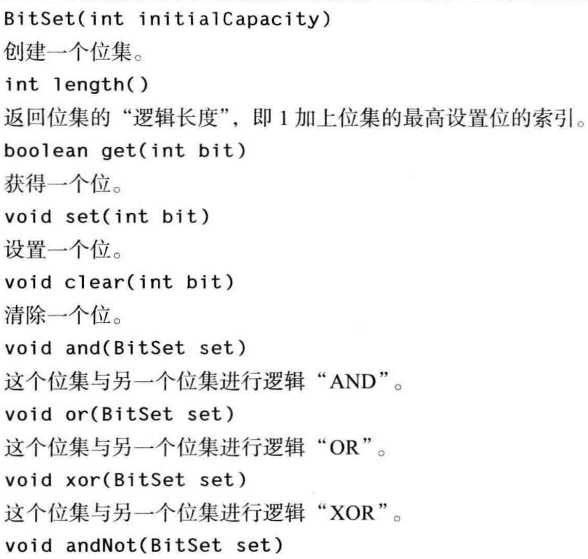 BitSet(int initialCapacity)
创建一个位集。
int length()
返回位集的“逻辑长度”，即 1 加上位集的最高设置位的索引。
boolean get(int bit)
获得一个位。
void set(int bit)
设置一个位。
void clear(int bit)
清除一个位。
void and(BitSet set)
这个位集与另一个位集进行逻辑“AND”。
void or(BitSet set)
这个位集与另一个位集进行逻辑“OR”。
void xor(BitSet set)
这个位集与另一个位集进行逻辑“XOR”。
void andNot(BitSet set)